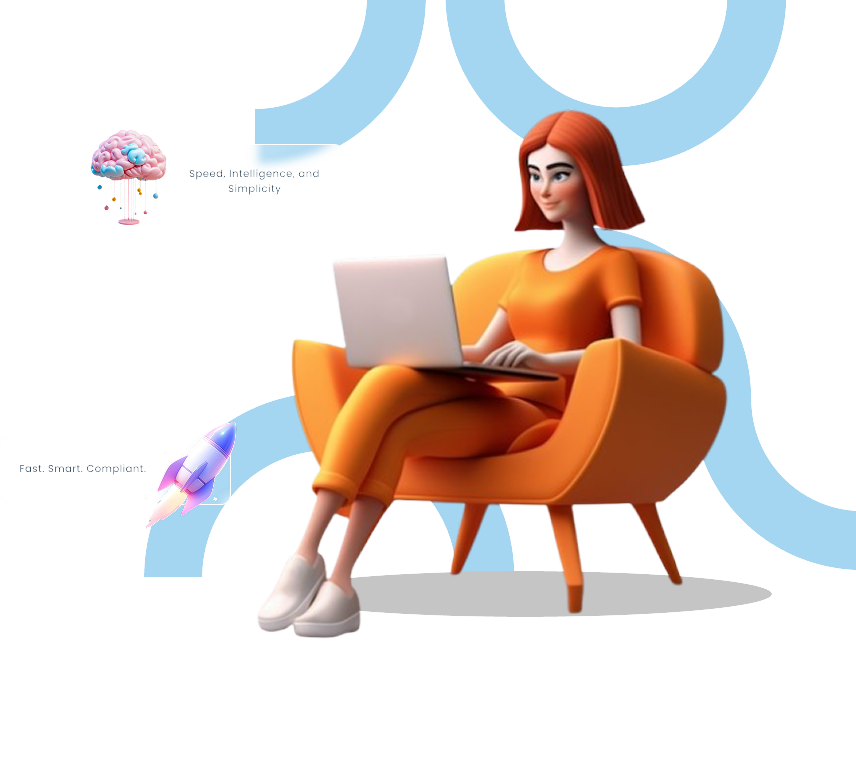 Speed, Intelligence, and
Simplicity
Fast. Smart. Compliant.